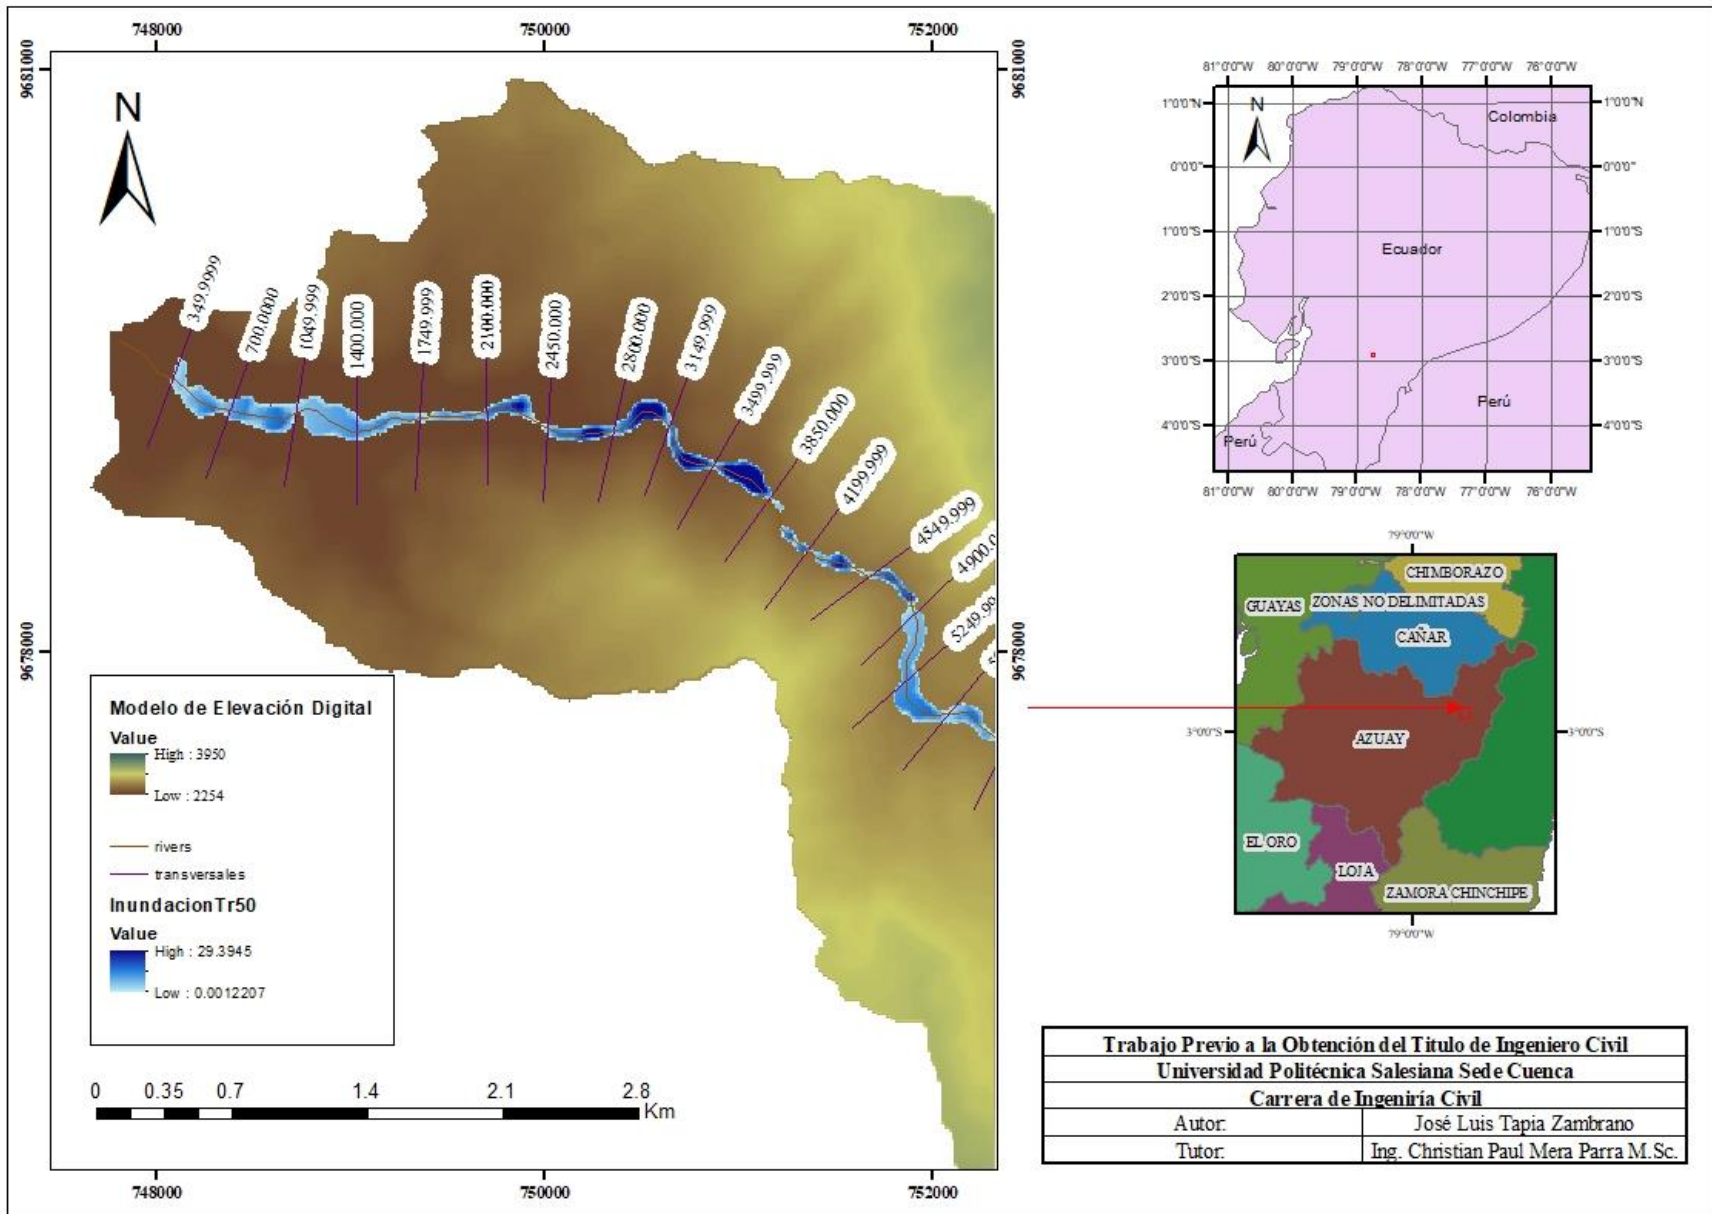 748000
750000
752000
9681000
9681000
N
349.9999
700.0000
1049.999
1400.000
1749.999
2100.000
2450.000
2800.000
3149.999
3499.999
3850.000
4199.999
4549.999
4900.0
5249.99
9678000
9678000
Modelo de Elevación Digital
Value
High : 3950
Low : 2254
rivers
transversales
InundacionTr50
Value
High : 29.3945
Low : 0.0012207
0 0.35 0.7 1.4 2.1 2.8
Km
748000
750000
752000
81°0'0"W 80°0'0"W 79°0'0"W 78°0'0"W 77°0'0"W 76°0'0"W
N
1°0'0"N
1°0'0"N
Colombia
0°0'0"
0°0'0"
1°0'0"S
1°0'0"S
Ecuador
2°0'0"S
2°0'0"S
3°0'0"S
3°0'0"S
Perú
4°0'0"S
4°0'0"S
Perú
81°0'0"W 80°0'0"W 79°0'0"W 78°0'0"W 77°0'0"W 76°0'0"W
79°0'0"W
CHIMBORAZO
GUAYAS
ZONAS NO DELIMITADAS
CAÑAR
3°0'0"S
3°0'0"S
AZUAY
EL ORO
LOJA
ZAMORA CHINCHIPE
79°0'0"W
Trabajo Previo a la Obtención del Titulo de Ingeniero Civil
Universidad Politécnica Salesiana Sede Cuenca
Carrera de Ingeniría Civil
Autor: José Luis Tapia Zambrano
Tutor: Ing. Christian Paul Mera Parra M.Sc.